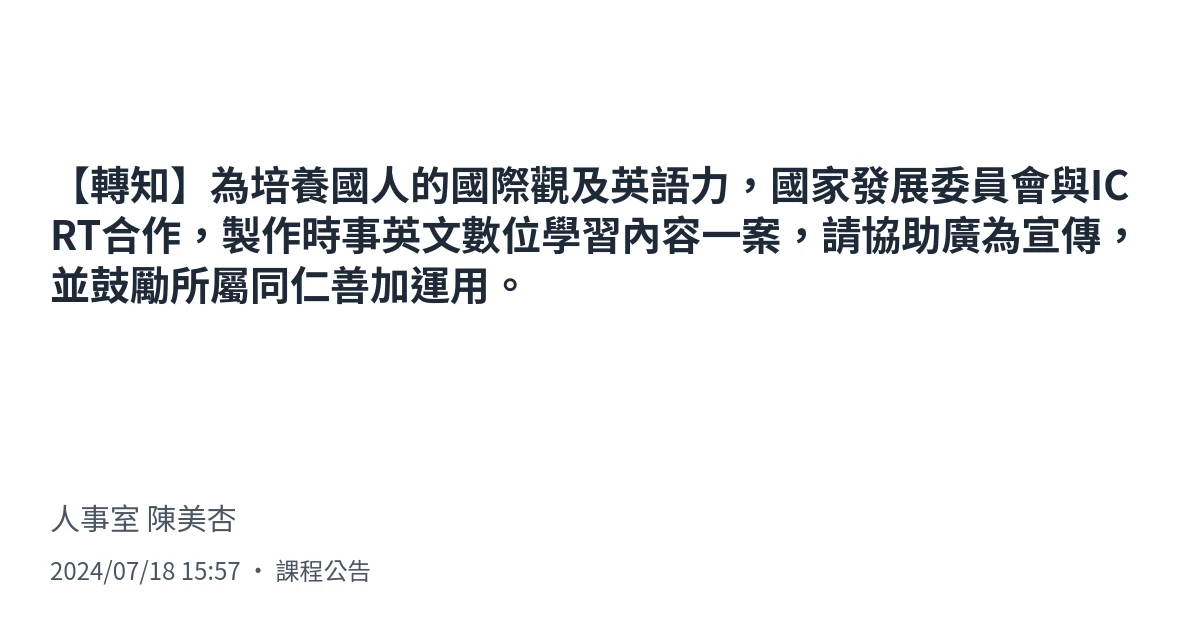 【轉知】為培養國人的國際觀及英語力，國家發展委員會與IC
RT合作，製作時事英文數位學習內容一案，請協助廣為宣傳，
並鼓勵所屬同仁善加運用。
人事室 陳美杏
2024/07/18 15:57 ・ 課程公告